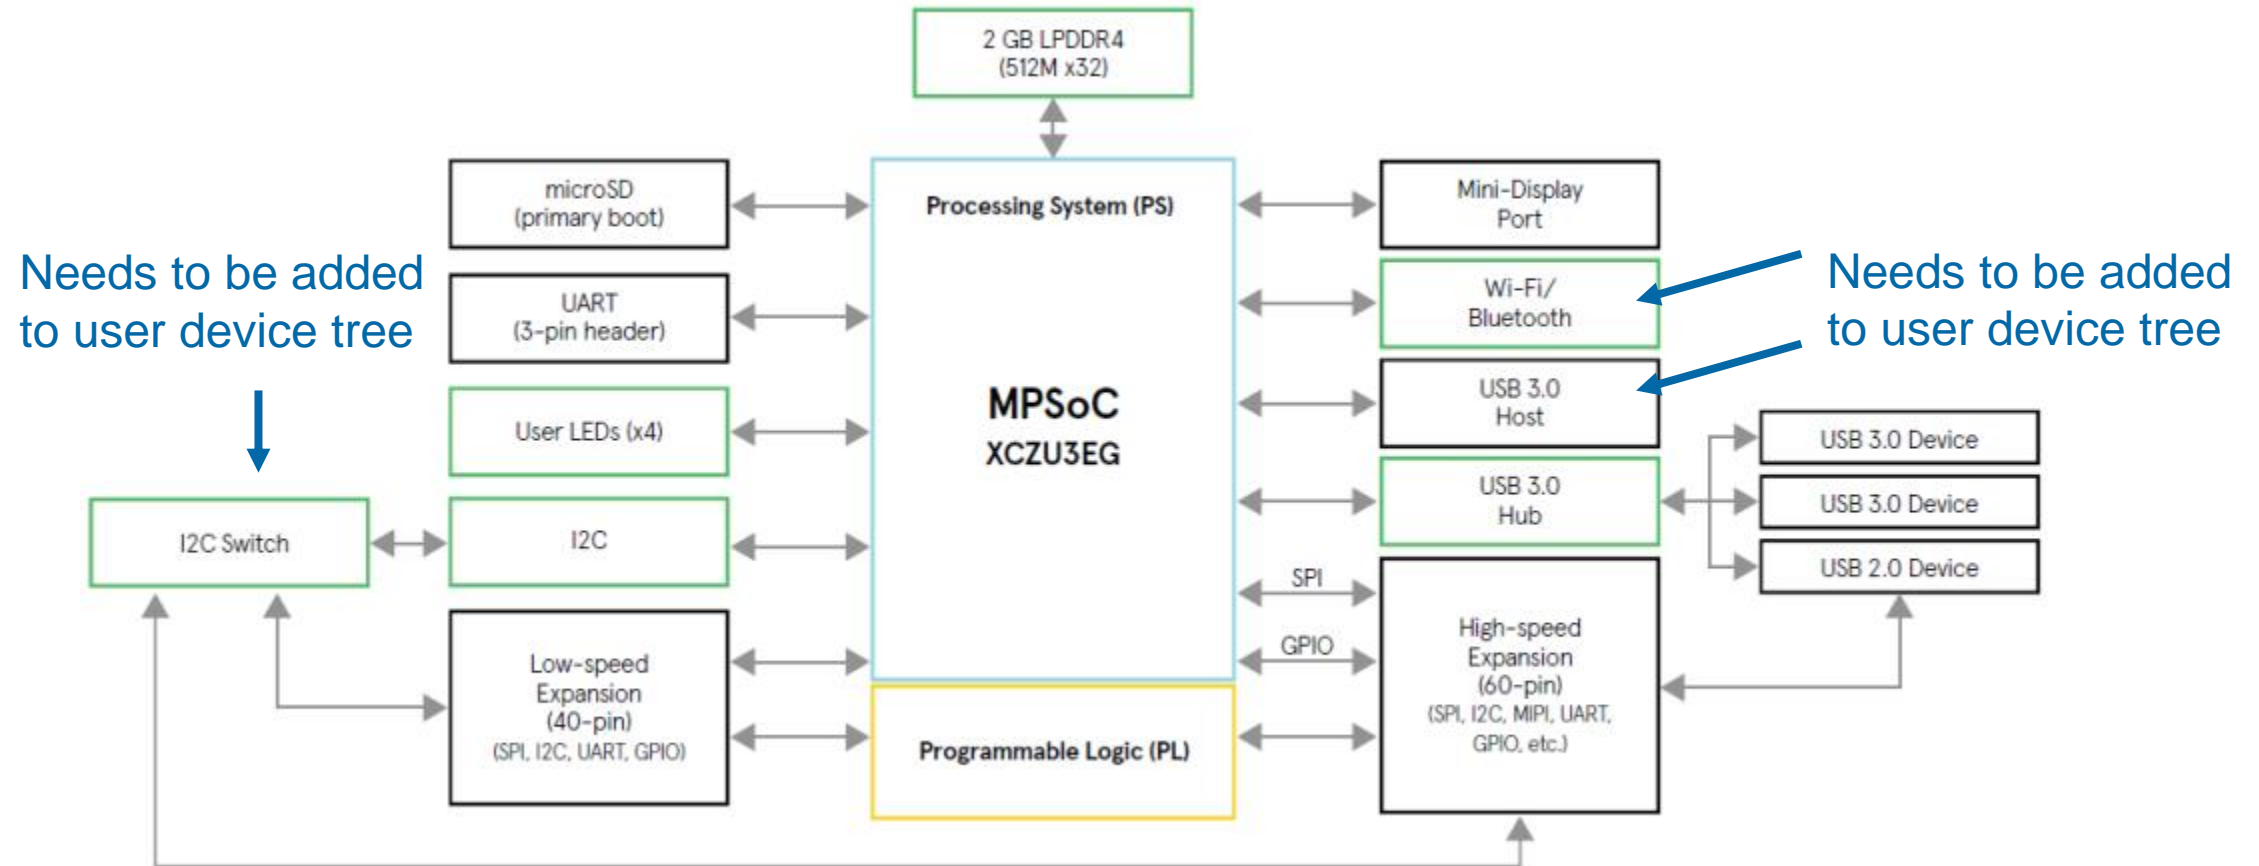 2 GB LPDDR4
(512M x32)
microSD
(primary boot)
Processing System (PS)
Mini-Display
Port
Needs to be added
to user device tree
UART
(3-pin header)
Wi-Fi/
Bluetooth
Needs to be added
to user device tree
User LEDs (x4)
MPSoC
XCZU3EG
USB 3.0
Host
USB 3.0 Device
I2C Switch
I2C
USB 3.0
Hub
USB 3.0 Device
USB 2.0 Device
SPI
GPIO
Low-speed
Expansion
(40-pin)
(SPI, I2C, UART, GPIO)
Programmable Logic (PL)
High-speed
Expansion
(60-pin)
(SPI, I2C, MIPI, UART,
GPIO, etc.)